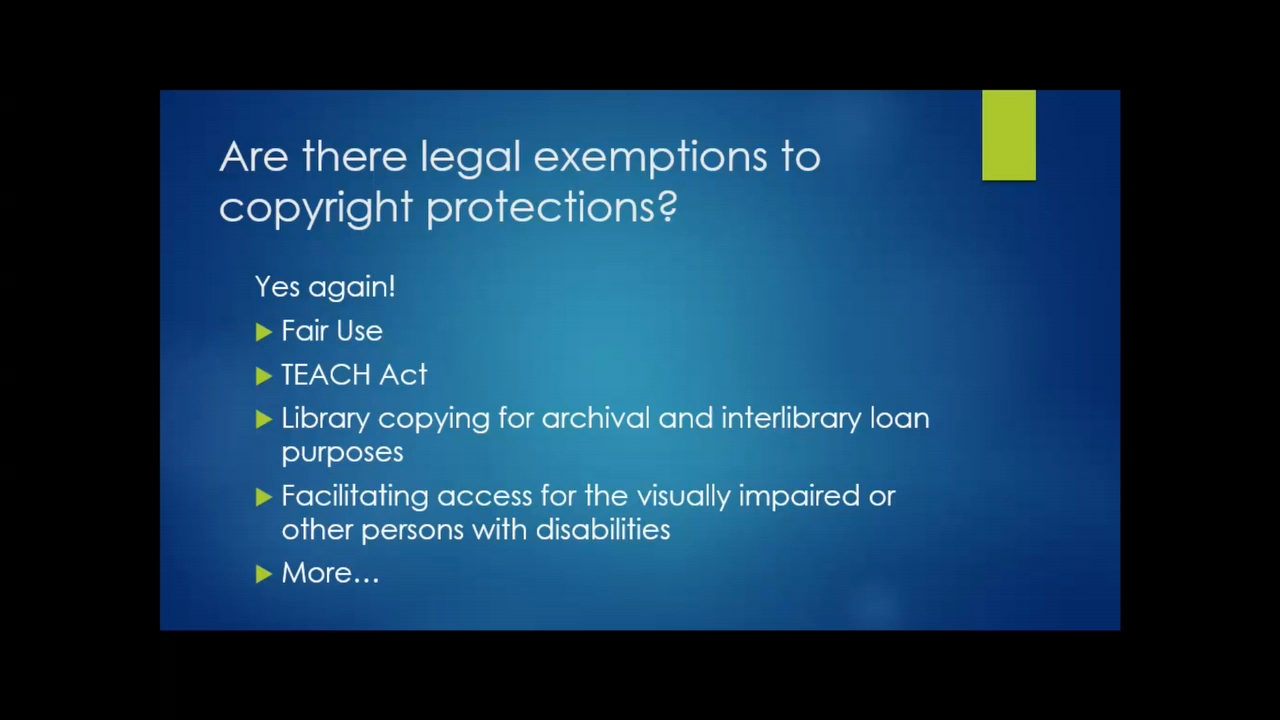 Are there legal exemptions to
copyright protections?
Yes again!
Fair Use
TEACH Act
Library copying for archival and interlibrary loan
purposes
Facilitating access for the visually impaired or
other persons with disabilities
More...